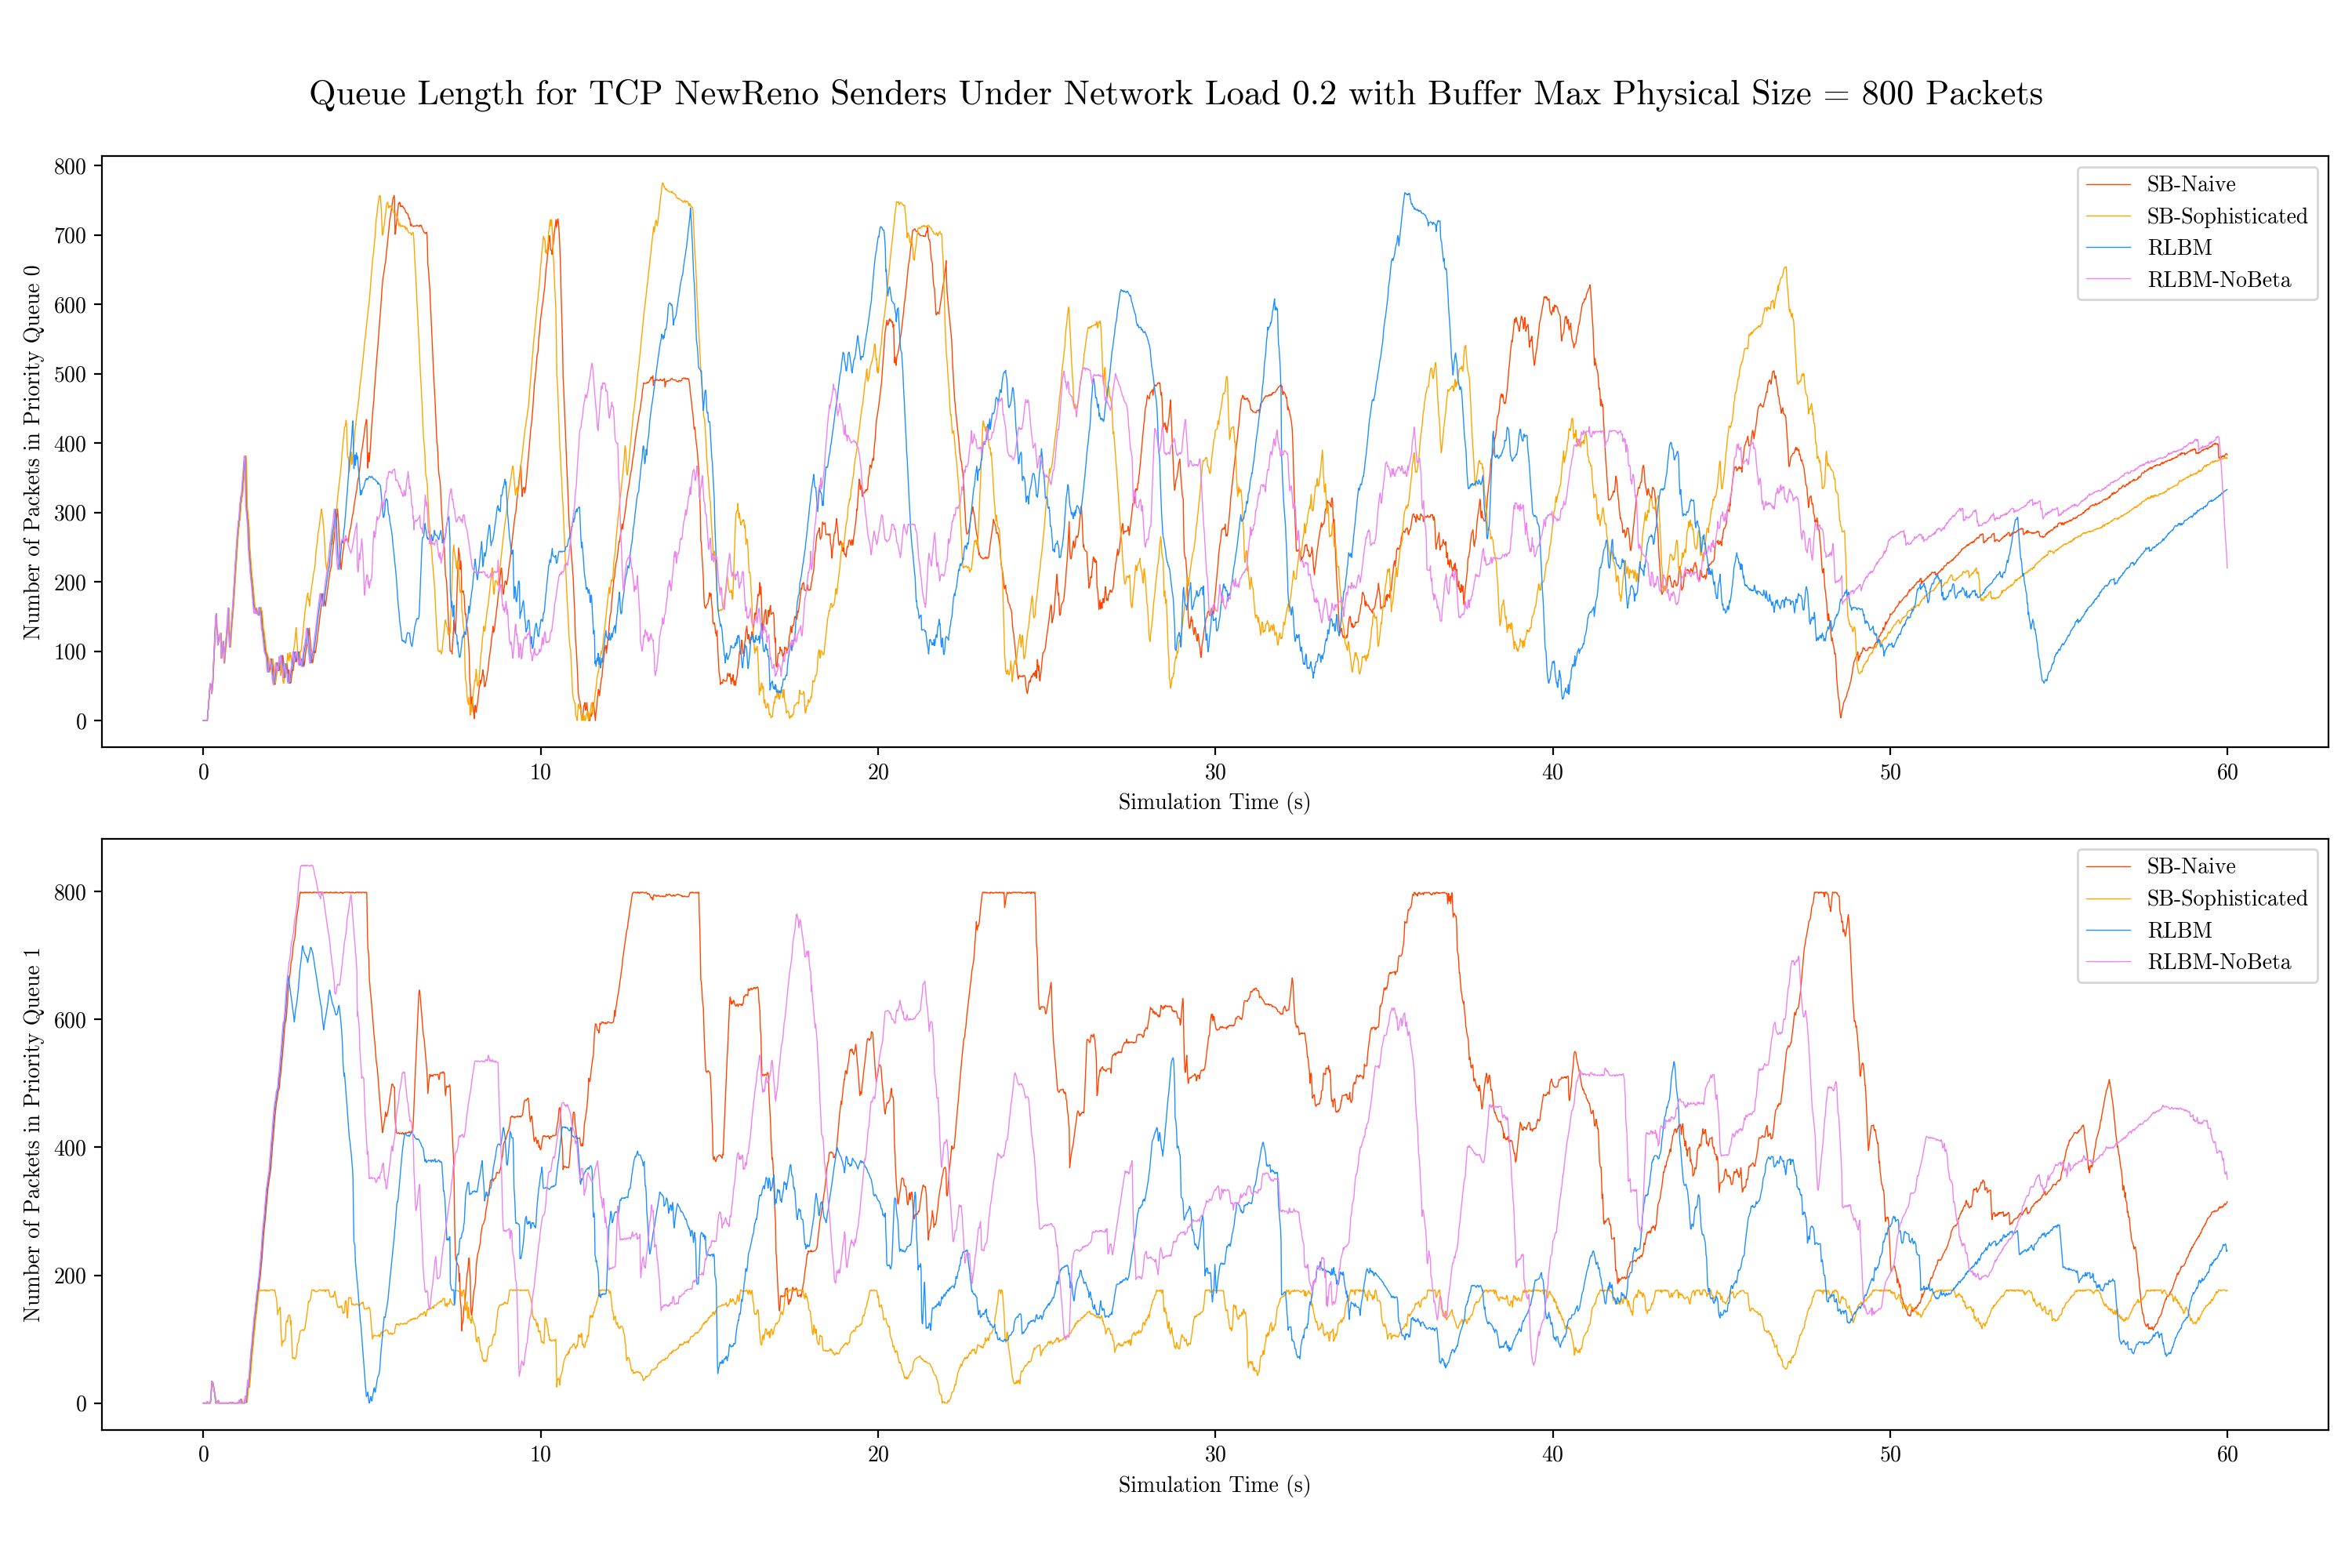 Queue Length for TCP NewReno Senders Under Network Load 0.2 with Buffer Max Physical Size = 800 Packets
Number of Packets in Priority Queue 0
800
700
600
500
400
300
200
100
0
SB-Naive
SB-Sophisticated
RLBM
RLBM-NoBeta
0 10 20 30 40 50 60
Simulation Time (s)
Number of Packets in Priority Queue 1
800
600
400
200
0
SB-Naive
SB-Sophisticated
RLBM
RLBM-NoBeta
0 10 20 30 40 50 60
Simulation Time (s)